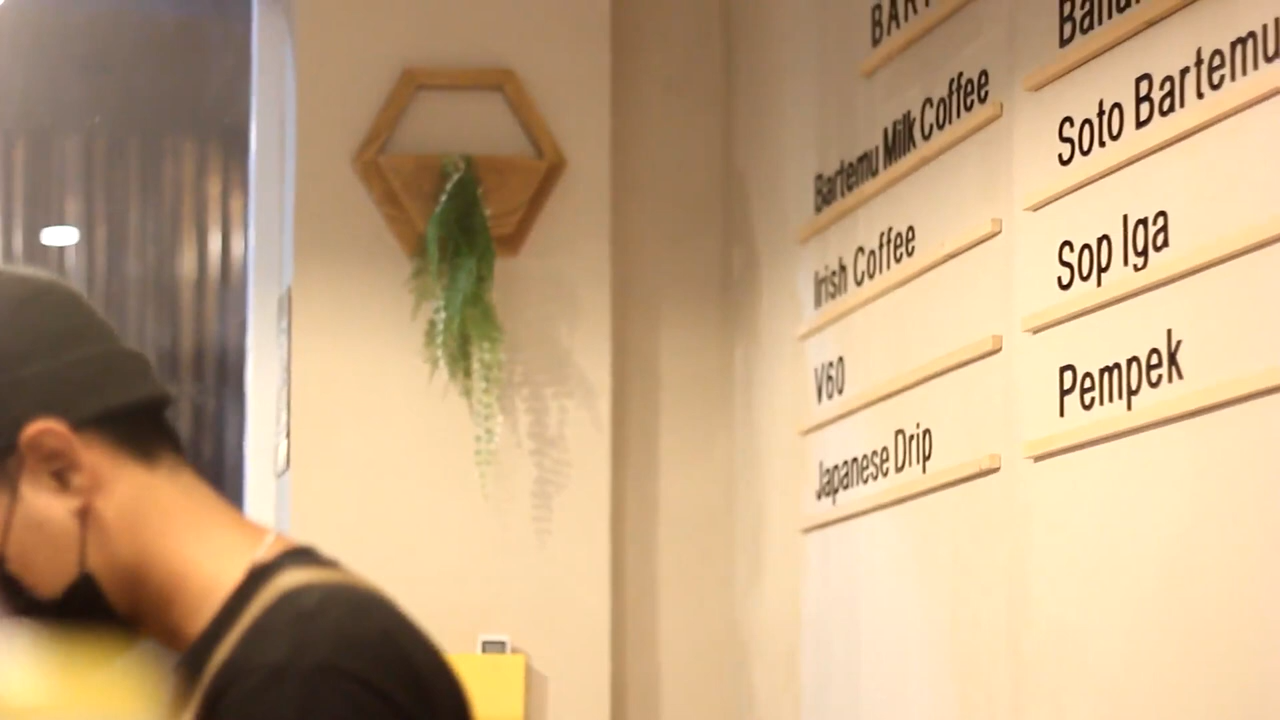 Bartemu Milk Coffee
Irish Coffee
V60
Japanese Drip
Soto Bartemu
Sop Iga
Pempek